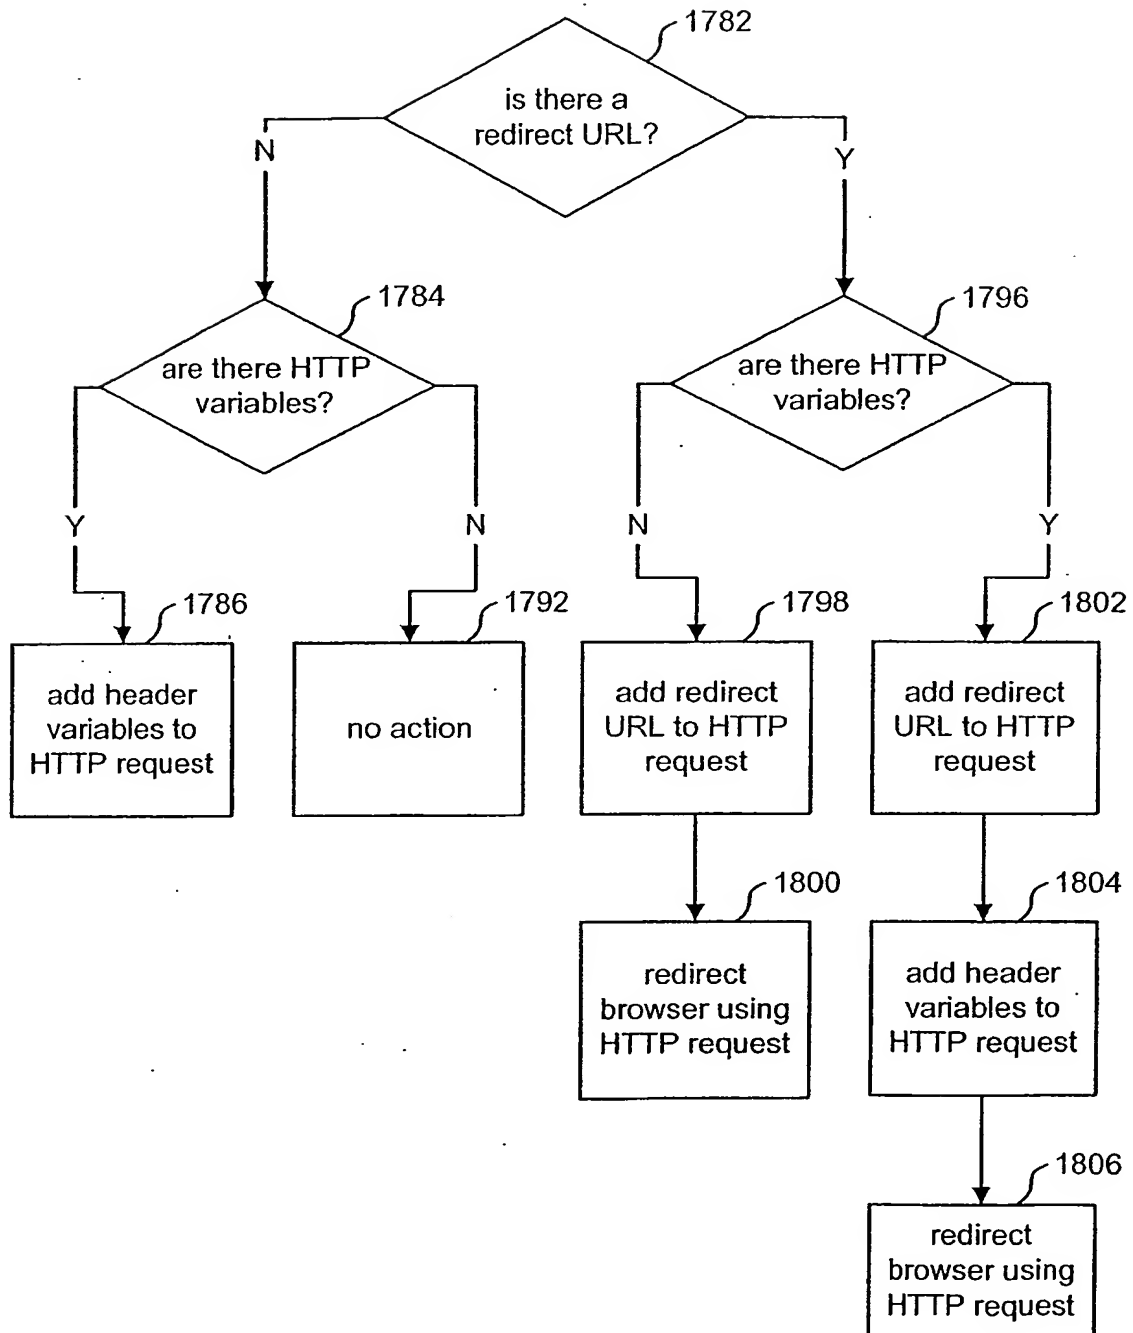 1782
is there a
redirect URL?
N
Y
1784
are there HTTP
variables?
1796
are there HTTP
variables?
Y
N
N
Y
1786
add header
variables to
HTTP request
1792
no action
1798
add redirect
URL to HTTP
request
1802
add redirect
URL to HTTP
request
1800
redirect
browser using
HTTP request
1804
add header
variables to
HTTP request
1806
redirect
browser using
HTTP request